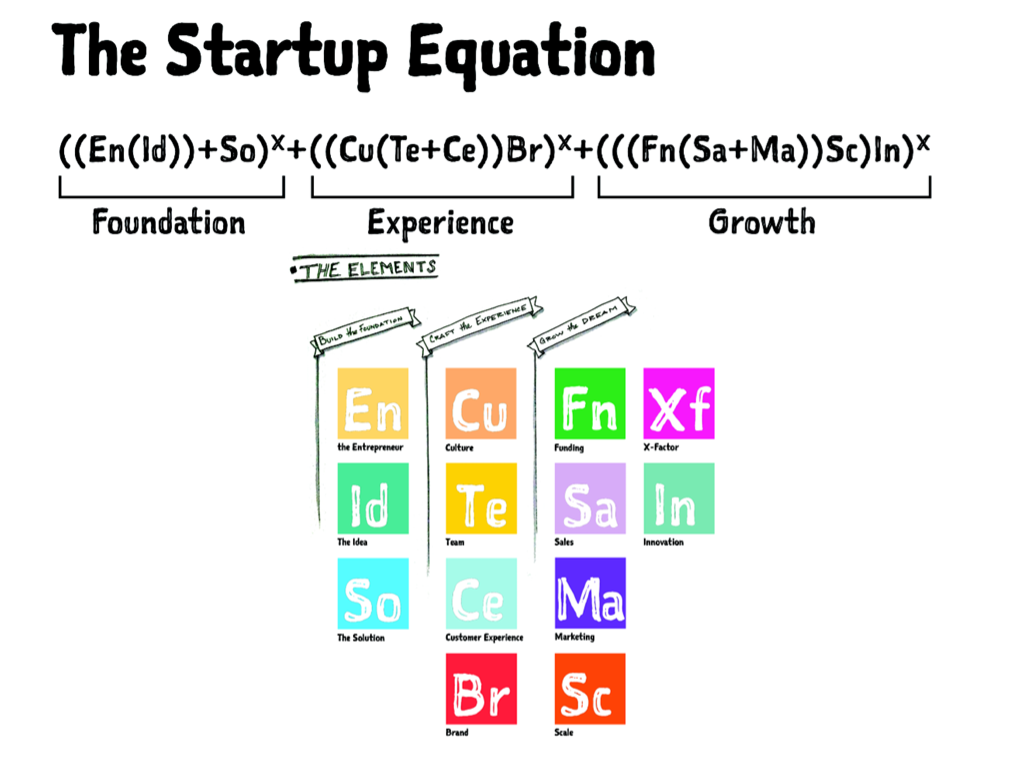 The Startup Equation
((En(Id))+So)ˣ+((Cu(Te+Ce))Br)ˣ+(((Fn(Sa+Ma))Sc)In)ˣ
Foundation Experience Growth
•THE ELEMENTS
BUILD the FOUNDATION
CRAFT the EXPERIENCE
GROW the DREAM
En Cu Fn Xf
the Entrepreneur Culture Funding X-Factor
Id Te Sa In
The Idea Team Sales Innovation
So Ce Ma
The Solution Customer Experience Marketing
Br Sc
Brand Scale